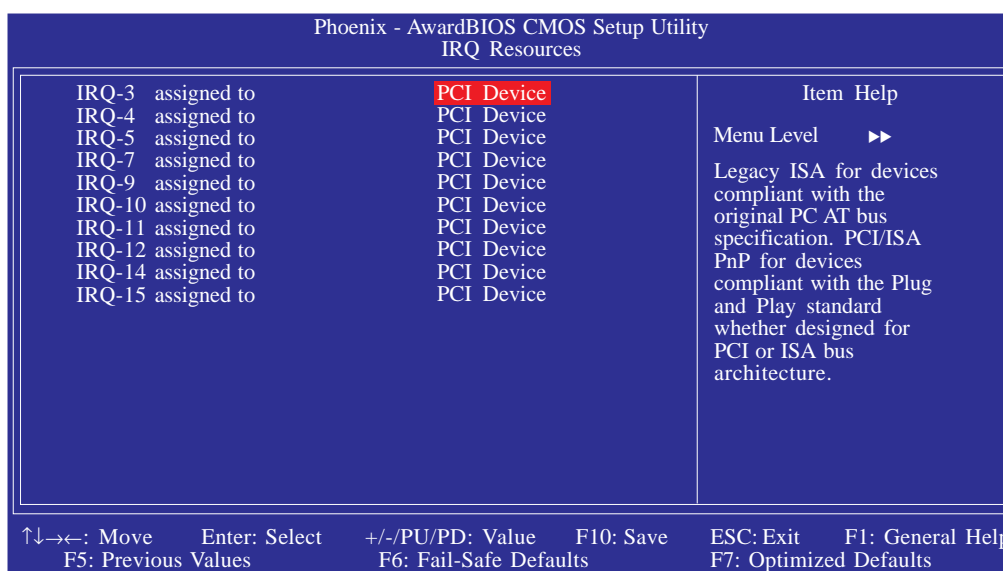 Phoenix - AwardBIOS CMOS Setup Utility
IRQ Resources
IRQ-3 assigned to PCI Device
IRQ-4 assigned to PCI Device
IRQ-5 assigned to PCI Device
IRQ-7 assigned to PCI Device
IRQ-9 assigned to PCI Device
IRQ-10 assigned to PCI Device
IRQ-11 assigned to PCI Device
IRQ-12 assigned to PCI Device
IRQ-14 assigned to PCI Device
IRQ-15 assigned to PCI Device
Item Help
Menu Level ▸▸
Legacy ISA for devices
compliant with the
original PC AT bus
specification. PCI/ISA
PnP for devices
compliant with the Plug
and Play standard
whether designed for
PCI or ISA bus
architecture.
↑↓→←: Move Enter: Select +/-/PU/PD: Value F10: Save ESC: Exit F1: General Help
F5: Previous Values F6: Fail-Safe Defaults F7: Optimized Defaults